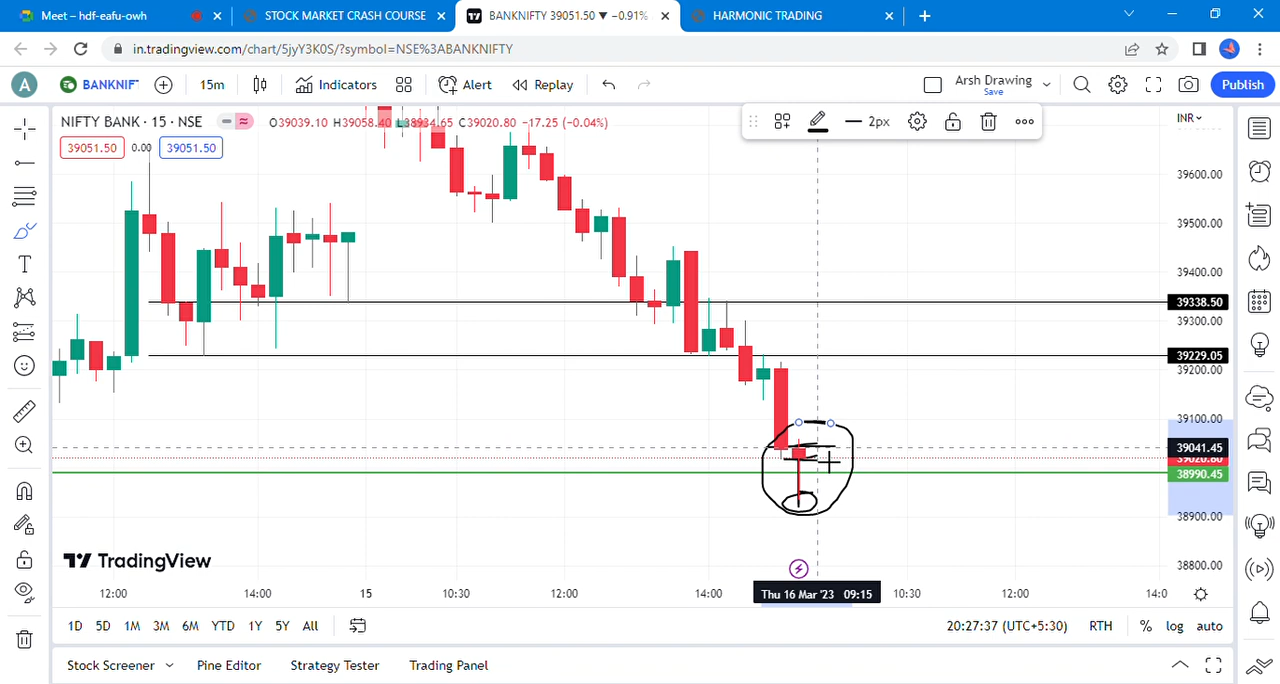 Meet – hdf-eafu-owh
STOCK MARKET CRASH COURSE
BANKNIFTY 39051.50 ▼ −0.91%
HARMONIC TRADING
in.tradingview.com/chart/5jyY3K0S/?symbol=NSE%3ABANKNIFTY
A
BANKNIF
15m
Indicators
Alert
Replay
Arsh Drawing
Save
Publish
NIFTY BANK · 15 · NSE
O39039.10 H39058.40 L38934.65 C39020.80 −17.25 (−0.04%)
2px
INR
39051.50
0.00
39051.50
39600.00
39500.00
39400.00
39338.50
39300.00
39229.05
39200.00
39100.00
39041.45
39020.80
38990.45
38900.00
38800.00
TradingView
12:00
14:00
15
10:30
12:00
14:00
Thu 16 Mar '23 09:15
10:30
12:00
14:0
1D
5D
1M
3M
6M
YTD
1Y
5Y
All
20:27:37 (UTC+5:30)
RTH
%
log
auto
Stock Screener
Pine Editor
Strategy Tester
Trading Panel